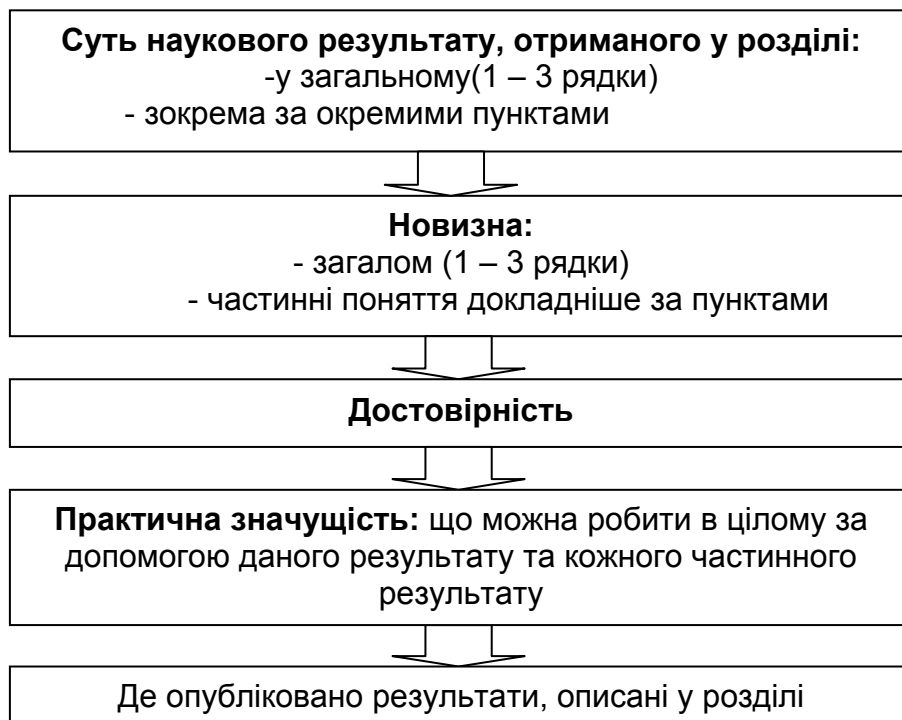 Суть наукового результату, отриманого у розділі:
-у загальному(1 – 3 рядки)
- зокрема за окремими пунктами
Новизна:
- загалом (1 – 3 рядки)
- частинні поняття докладніше за пунктами
Достовірність
Практична значущість: що можна робити в цілому за
допомогою даного результату та кожного частинного
результату
Де опубліковано результати, описані у розділі